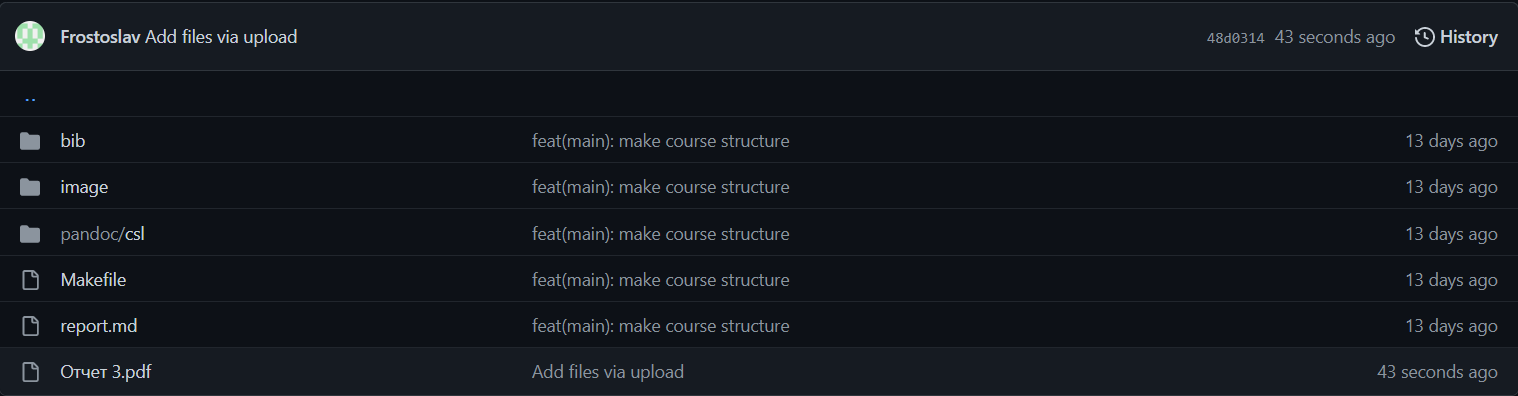 Frostoslav Add files via upload 48d0314 43 seconds ago History
..
bib feat(main): make course structure 13 days ago
image feat(main): make course structure 13 days ago
pandoc/csl feat(main): make course structure 13 days ago
Makefile feat(main): make course structure 13 days ago
report.md feat(main): make course structure 13 days ago
Отчет 3.pdf Add files via upload 43 seconds ago